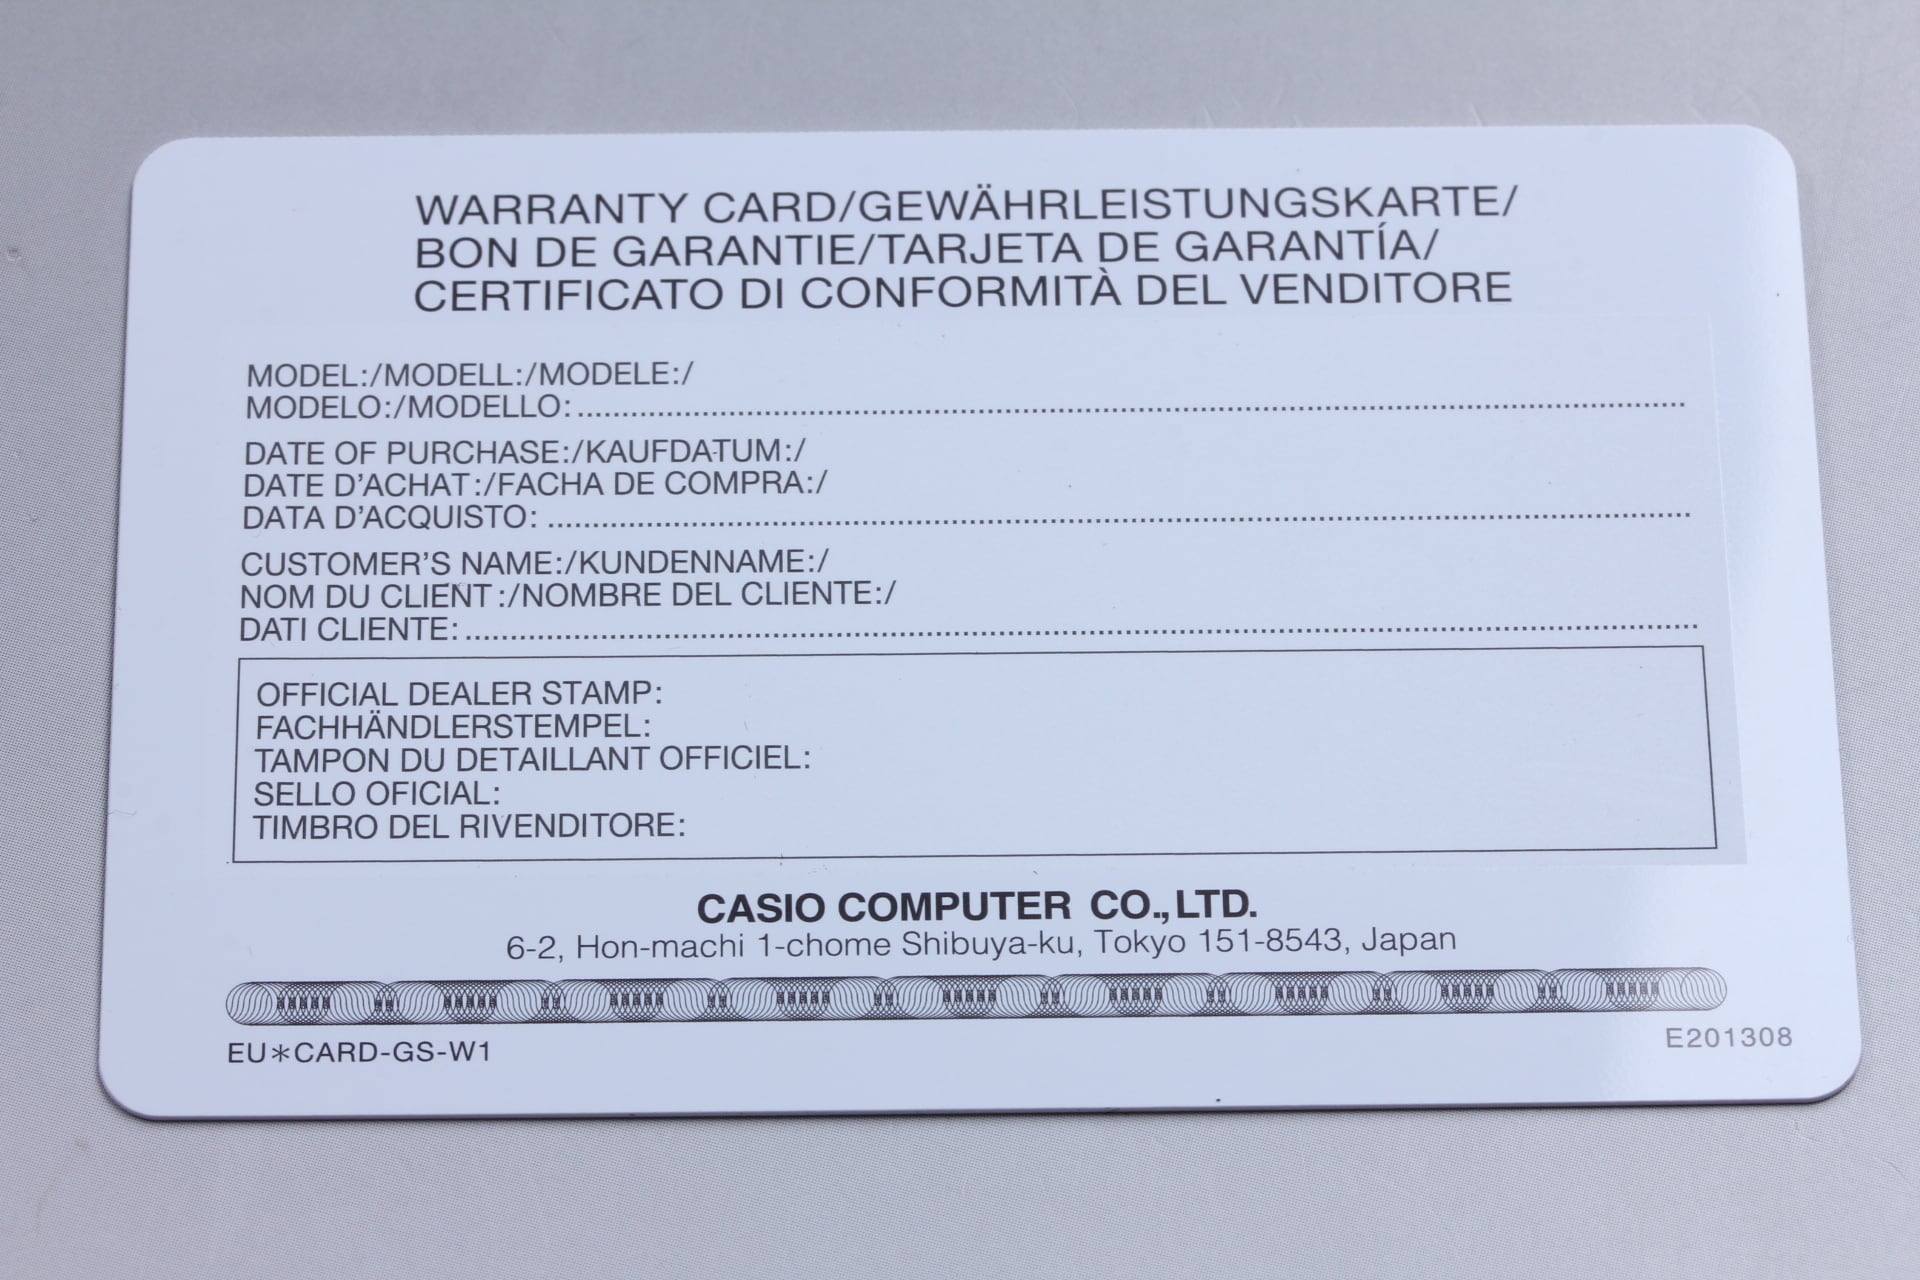 WARRANTY CARD/GEWÄHRLEISTUNGSKARTE/
BON DE GARANTIE/TARJETA DE GARANTÍA/
CERTIFICATO DI CONFORMITÀ DEL VENDITORE
MODEL:/MODELL:/MODELE:/
MODELO:/MODELLO:
DATE OF PURCHASE:/KAUFDATUM:/
DATE D'ACHAT:/FACHA DE COMPRA:/
DATA D'ACQUISTO:
CUSTOMER'S NAME:/KUNDENNAME:/
NOM DU CLIENT:/NOMBRE DEL CLIENTE:/
DATI CLIENTE:
OFFICIAL DEALER STAMP:
FACHHÄNDLERSTEMPEL:
TAMPON DU DETAILLANT OFFICIEL:
SELLO OFICIAL:
TIMBRO DEL RIVENDITORE:
CASIO COMPUTER CO., LTD.
6-2, Hon-machi 1-chome Shibuya-ku, Tokyo 151-8543, Japan
EU*CARD-GS-W1
E201308